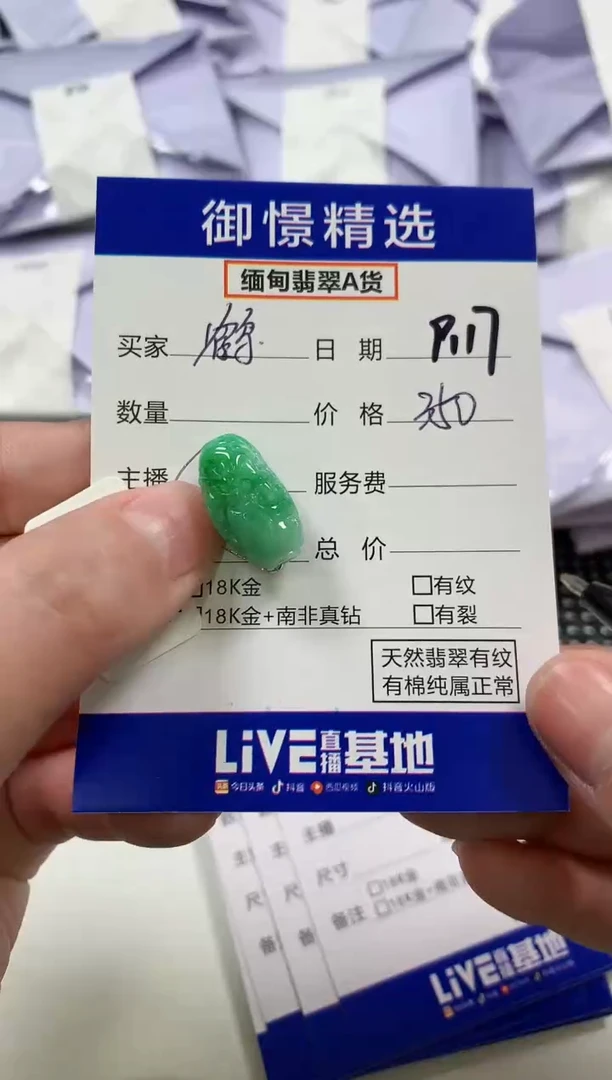 御憬精选
缅甸翡翠A货
买家 日期
数量 价格 350
主播 服务费
总价
18K金 □有纹
18K金+南非真钻 □有裂
天然翡翠有纹
有棉纯属正常
LiVE直播基地
今日头条 抖音 西瓜视频 抖音火山版
主播
尺寸
备注 □18K金
LiVE直播基地